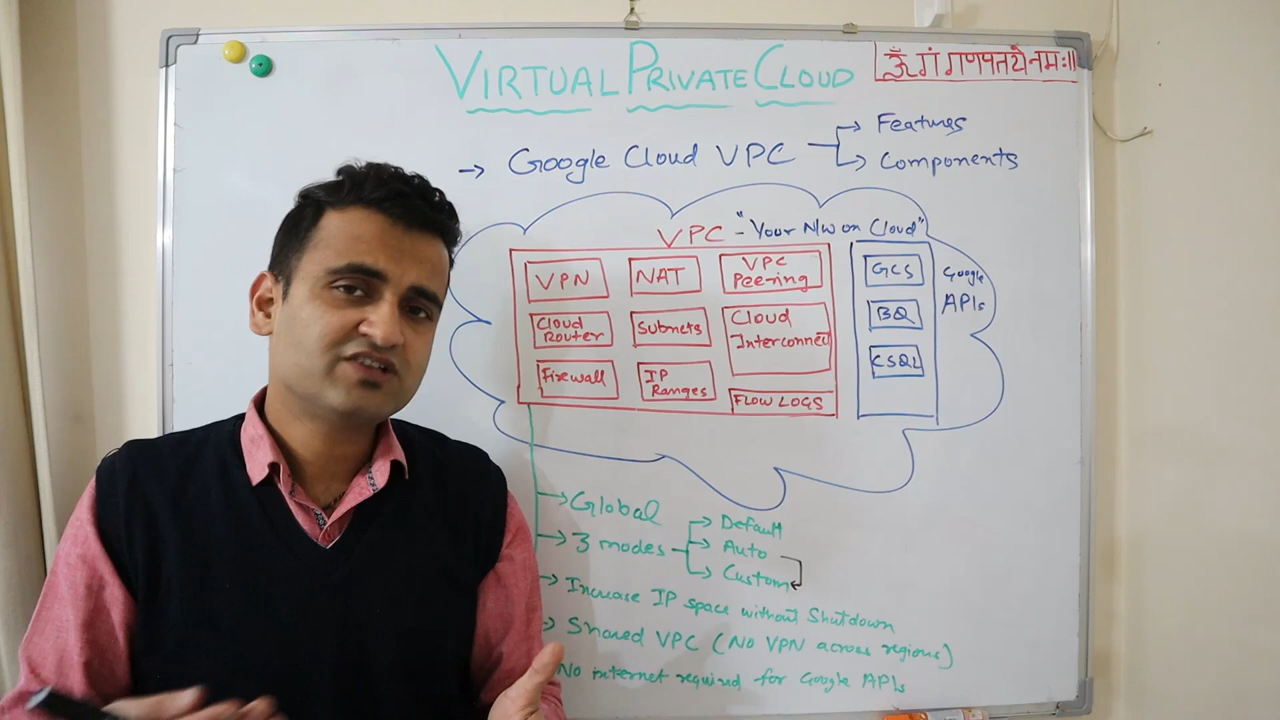 VIRTUAL PRIVATE CLOUD
ॐ गं गणपतये नमः॥
→ Google Cloud VPC
→ Features
→ Components
VPC - "Your N/W on Cloud"
VPN
NAT
VPC
Peering
Cloud
Router
Subnets
Cloud
Interconnect
Firewall
IP
Ranges
FLOW LOGS
GCS
BQ
CSQL
Google
APIs
→ Global
→ 3 modes
→ Default
→ Auto
→ Custom
→ Increase IP space without Shutdown
→ Shared VPC (No VPN across regions)
No internet required for Google APIs